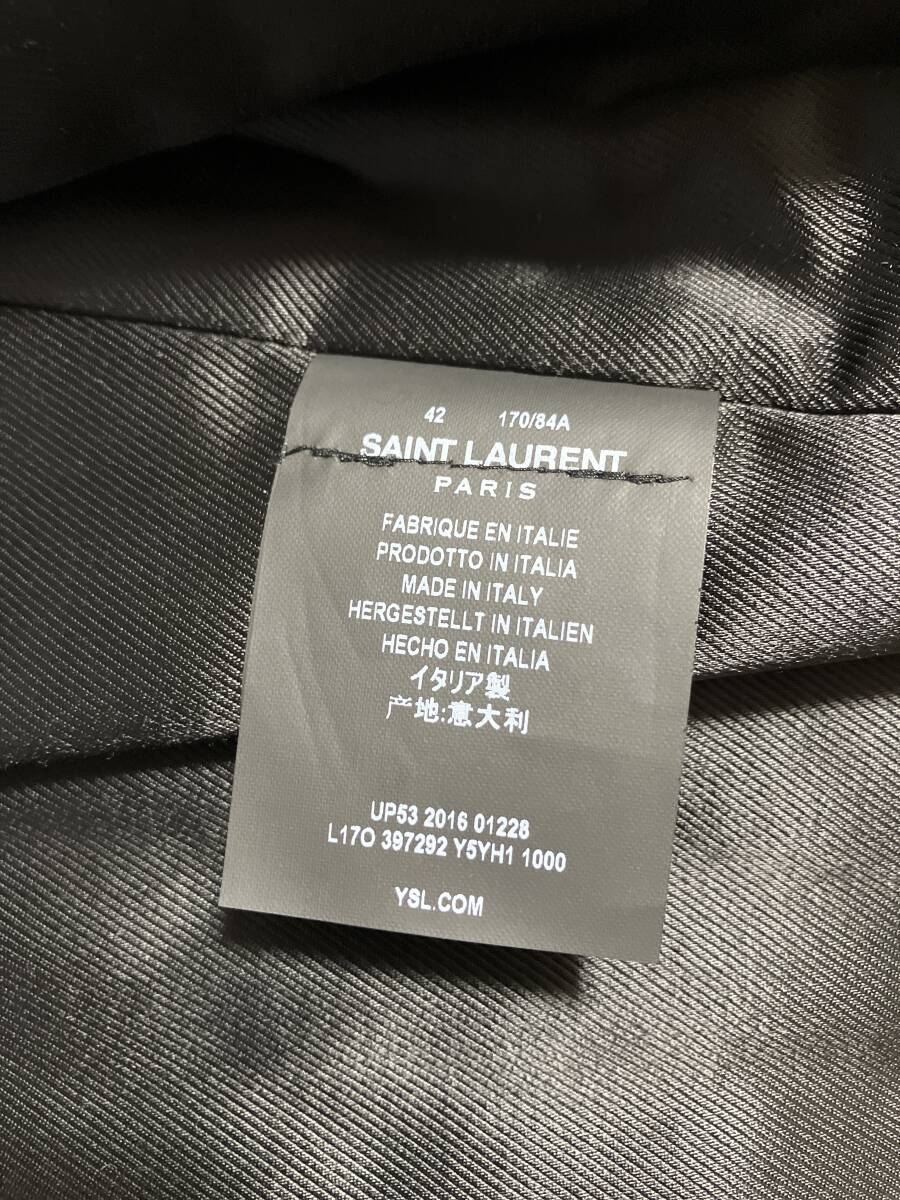 42 170/84A
SAINT LAURENT
PARIS
FABRIQUE EN ITALIE
PRODOTTO IN ITALIA
MADE IN ITALY
HERGESTELLT IN ITALIEN
HECHO EN ITALIA
イタリア製
产地:意大利
UP53 2016 01228
L17O 397292 Y5YH1 1000
YSL.COM